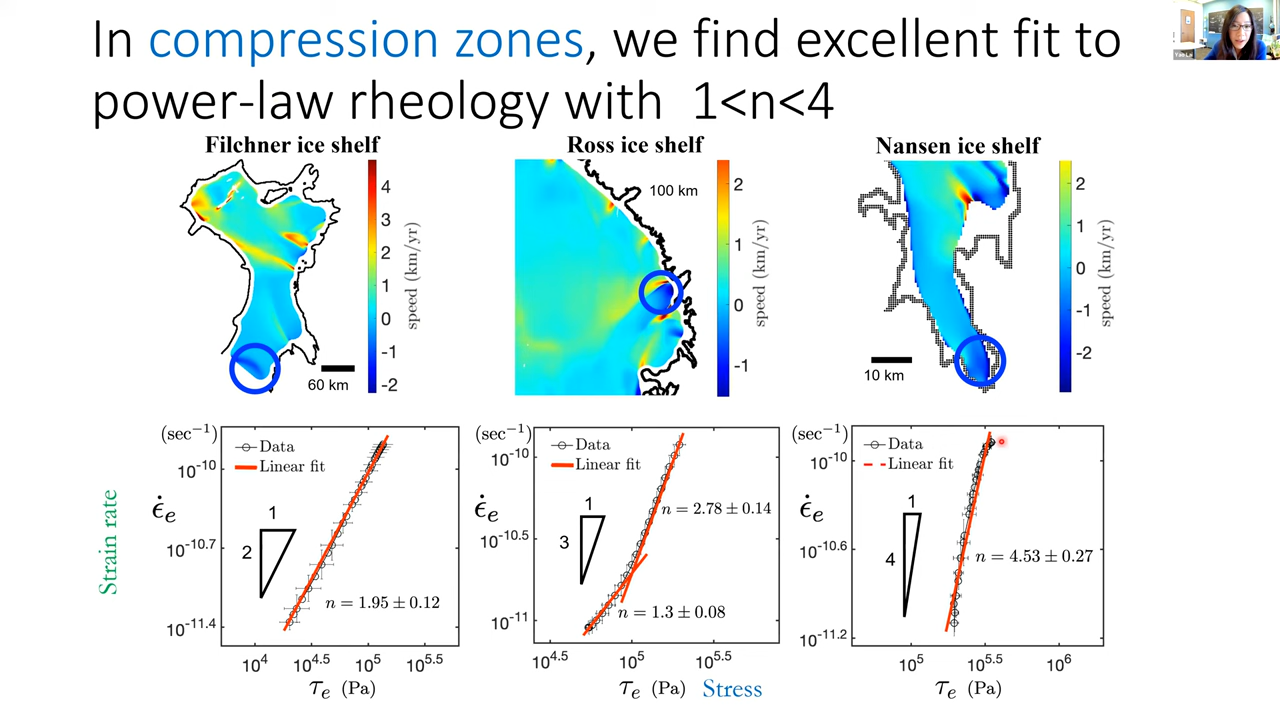 In compression zones, we find excellent fit to
power-law rheology with 1<n<4
Filchner ice shelf
4
3
2
1
0
-1
-2
speed (km/yr)
60 km
Ross ice shelf
100 km
2
1
0
-1
speed (km/yr)
Nansen ice shelf
2
1
0
-1
-2
speed (km/yr)
10 km
Strain rate
(sec⁻¹)
ϵ̇ₑ
10⁻¹⁰
10⁻¹⁰·⁷
10⁻¹¹·⁴
Data
Linear fit
1
2
n = 1.95 ± 0.12
10⁴
10⁴·⁵
10⁵
10⁵·⁵
τₑ (Pa)
(sec⁻¹)
ϵ̇ₑ
10⁻¹⁰
10⁻¹⁰·⁵
10⁻¹¹
Data
Linear fit
1
3
n = 2.78 ± 0.14
n = 1.3 ± 0.08
10⁴·⁵
10⁵
10⁵·⁵
τₑ (Pa) Stress
(sec⁻¹)
ϵ̇ₑ
10⁻¹⁰
10⁻¹⁰·⁶
10⁻¹¹·²
Data
Linear fit
1
4
n = 4.53 ± 0.27
10⁵
10⁵·⁵
10⁶
τₑ (Pa)